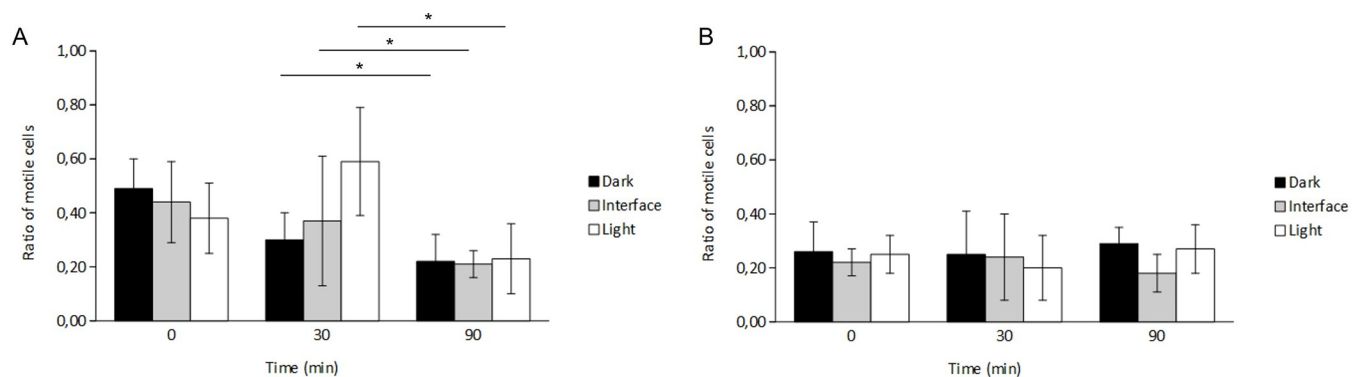 A
*
*
*
1,00
0,80
0,60
0,40
0,20
0,00
Ratio of motile cells
0
30
90
Time (min)
Dark
Interface
Light
B
1,00
0,80
0,60
0,40
0,20
0,00
Ratio of motile cells
0
30
90
Time (min)
Dark
Interface
Light